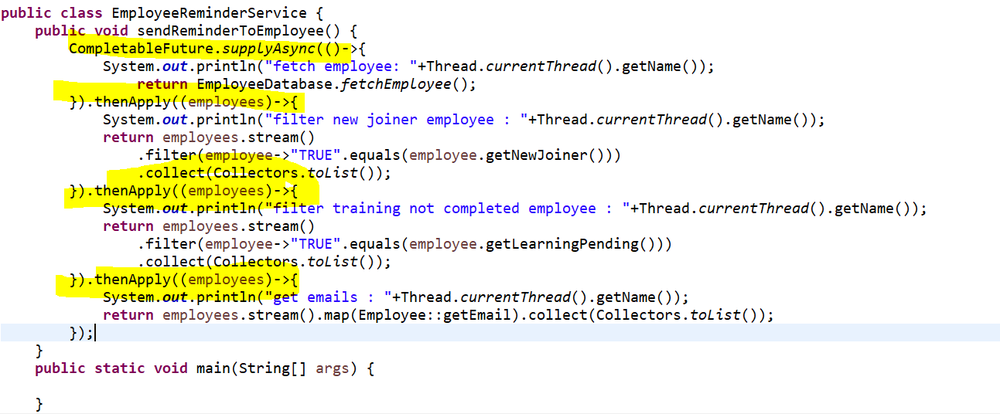 public class EmployeeReminderService {
    public void sendReminderToEmployee() {
        CompletableFuture.supplyAsync(()->{
            System.out.println("fetch employee: "+Thread.currentThread().getName());
                return EmployeeDatabase.fetchEmployee();
        }).thenApply((employees)->{
            System.out.println("filter new joiner employee : "+Thread.currentThread().getName());
            return employees.stream()
                .filter(employee->"TRUE".equals(employee.getNewJoiner()))
                .collect(Collectors.toList());
        }).thenApply((employees)->{
            System.out.println("filter training not completed employee : "+Thread.currentThread().getName());
            return employees.stream()
                .filter(employee->"TRUE".equals(employee.getLearningPending()))
                .collect(Collectors.toList());
        }).thenApply((employees)->{
            System.out.println("get emails : "+Thread.currentThread().getName());
            return employees.stream().map(Employee::getEmail).collect(Collectors.toList());
        });
    }
    public static void main(String[] args) {
    }